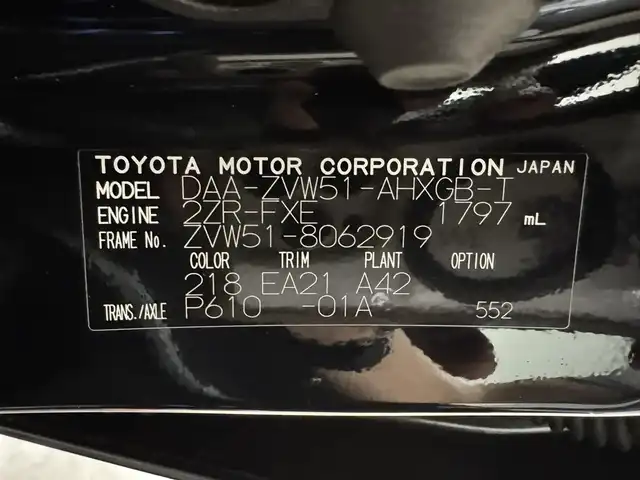 TOYOTA MOTOR CORPORATION JAPAN
MODEL DAA-ZVW51-AHXGB-T
ENGINE 2ZR-FXE 1797 mL
FRAME No. ZVW51-8062919
COLOR TRIM PLANT OPTION
218 EA21 A42
TRANS./AXLE P610 -01A 552